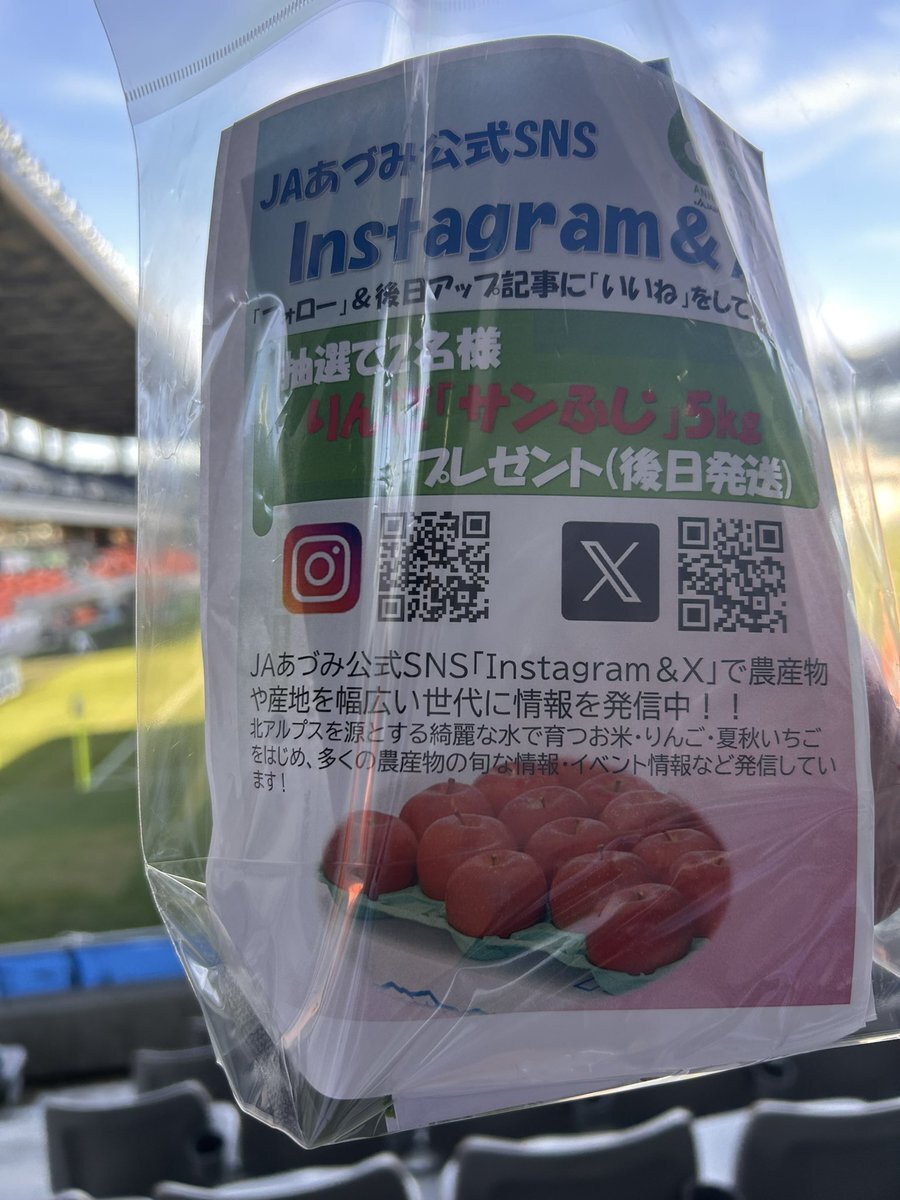 JAあづみ公式SNS
Instagram&
「フォロー」&後日アップ記事に「いいね」をして
抽選で2名様
りんご「サンふじ」5kg
プレゼント(後日発送)
JAあづみ公式SNS「Instagram&X」で農産物
や産地を幅広い世代に情報を発信中！！
北アルプスを源とする綺麗な水で育つお米・りんご・夏秋いちご
をはじめ、多くの農産物の旬な情報・イベント情報など発信してい
ます！